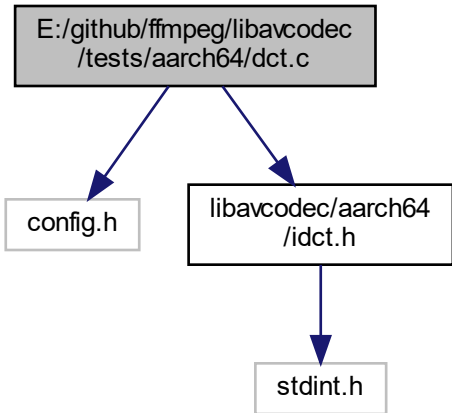 E:/github/ffmpeg/libavcodec
/tests/aarch64/dct.c
config.h
libavcodec/aarch64
/idct.h
stdint.h